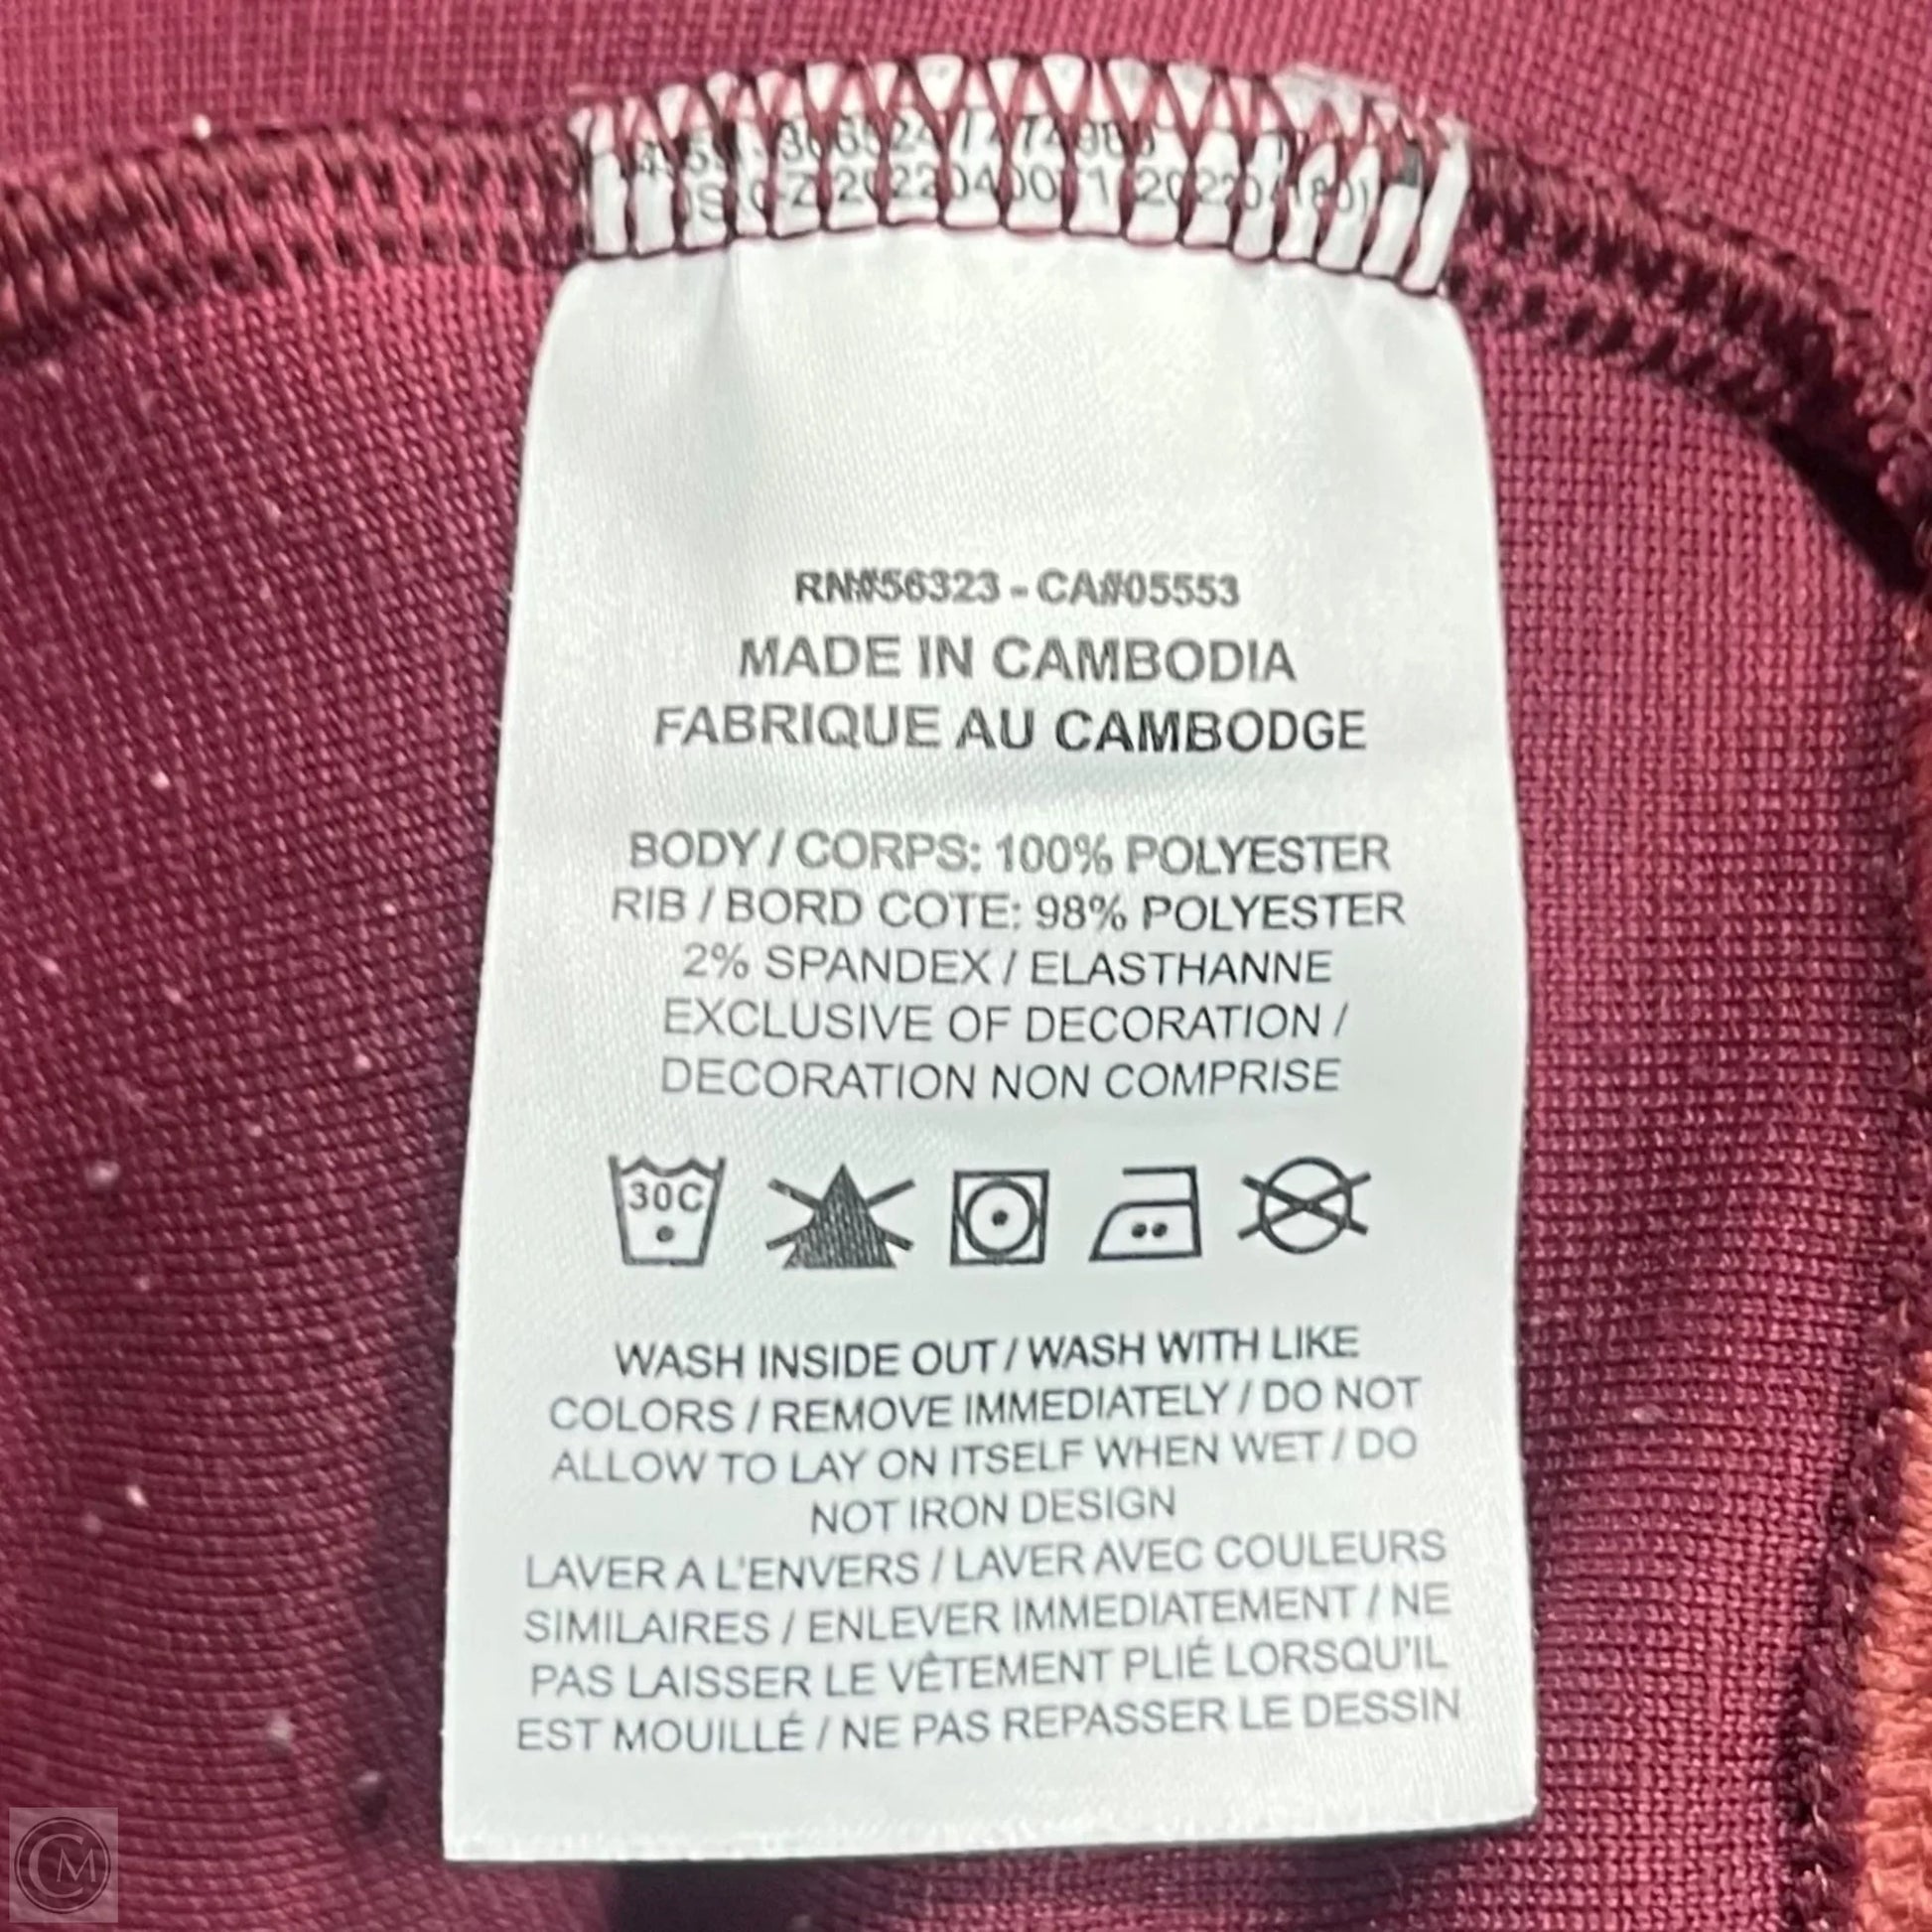 RN#56323 - CA#05553
MADE IN CAMBODIA
FABRIQUE AU CAMBODGE
BODY / CORPS: 100% POLYESTER
RIB / BORD COTE: 98% POLYESTER
2% SPANDEX / ELASTHANNE
EXCLUSIVE OF DECORATION /
DECORATION NON COMPRISE
30C
WASH INSIDE OUT / WASH WITH LIKE
COLORS / REMOVE IMMEDIATELY / DO NOT
ALLOW TO LAY ON ITSELF WHEN WET / DO
NOT IRON DESIGN
LAVER A L'ENVERS / LAVER AVEC COULEURS
SIMILAIRES / ENLEVER IMMEDIATEMENT / NE
PAS LAISSER LE VÊTEMENT PLIÉ LORSQU'IL
EST MOUILLÉ / NE PAS REPASSER LE DESSIN
CM